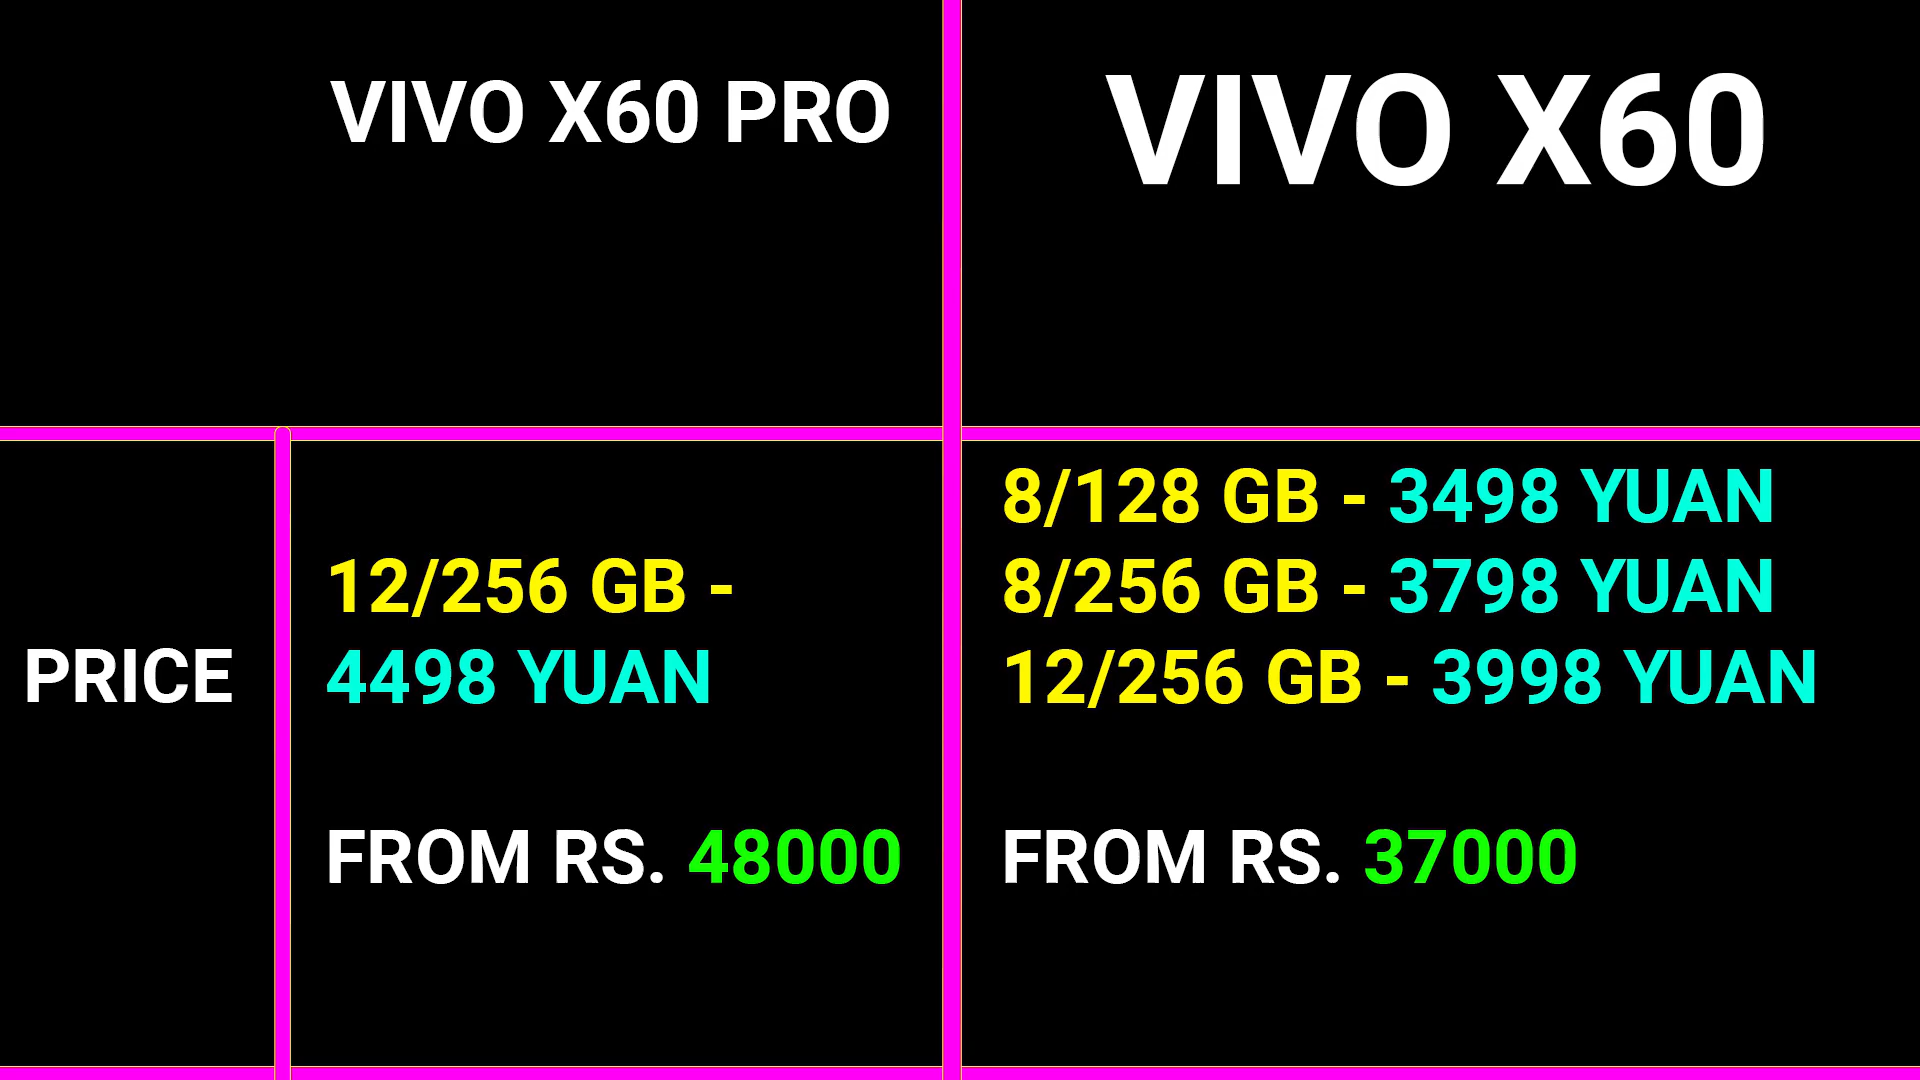 VIVO X60 PRO
VIVO X60
PRICE
12/256 GB -
4498 YUAN
FROM RS. 48000
8/128 GB - 3498 YUAN
8/256 GB - 3798 YUAN
12/256 GB - 3998 YUAN
FROM RS. 37000